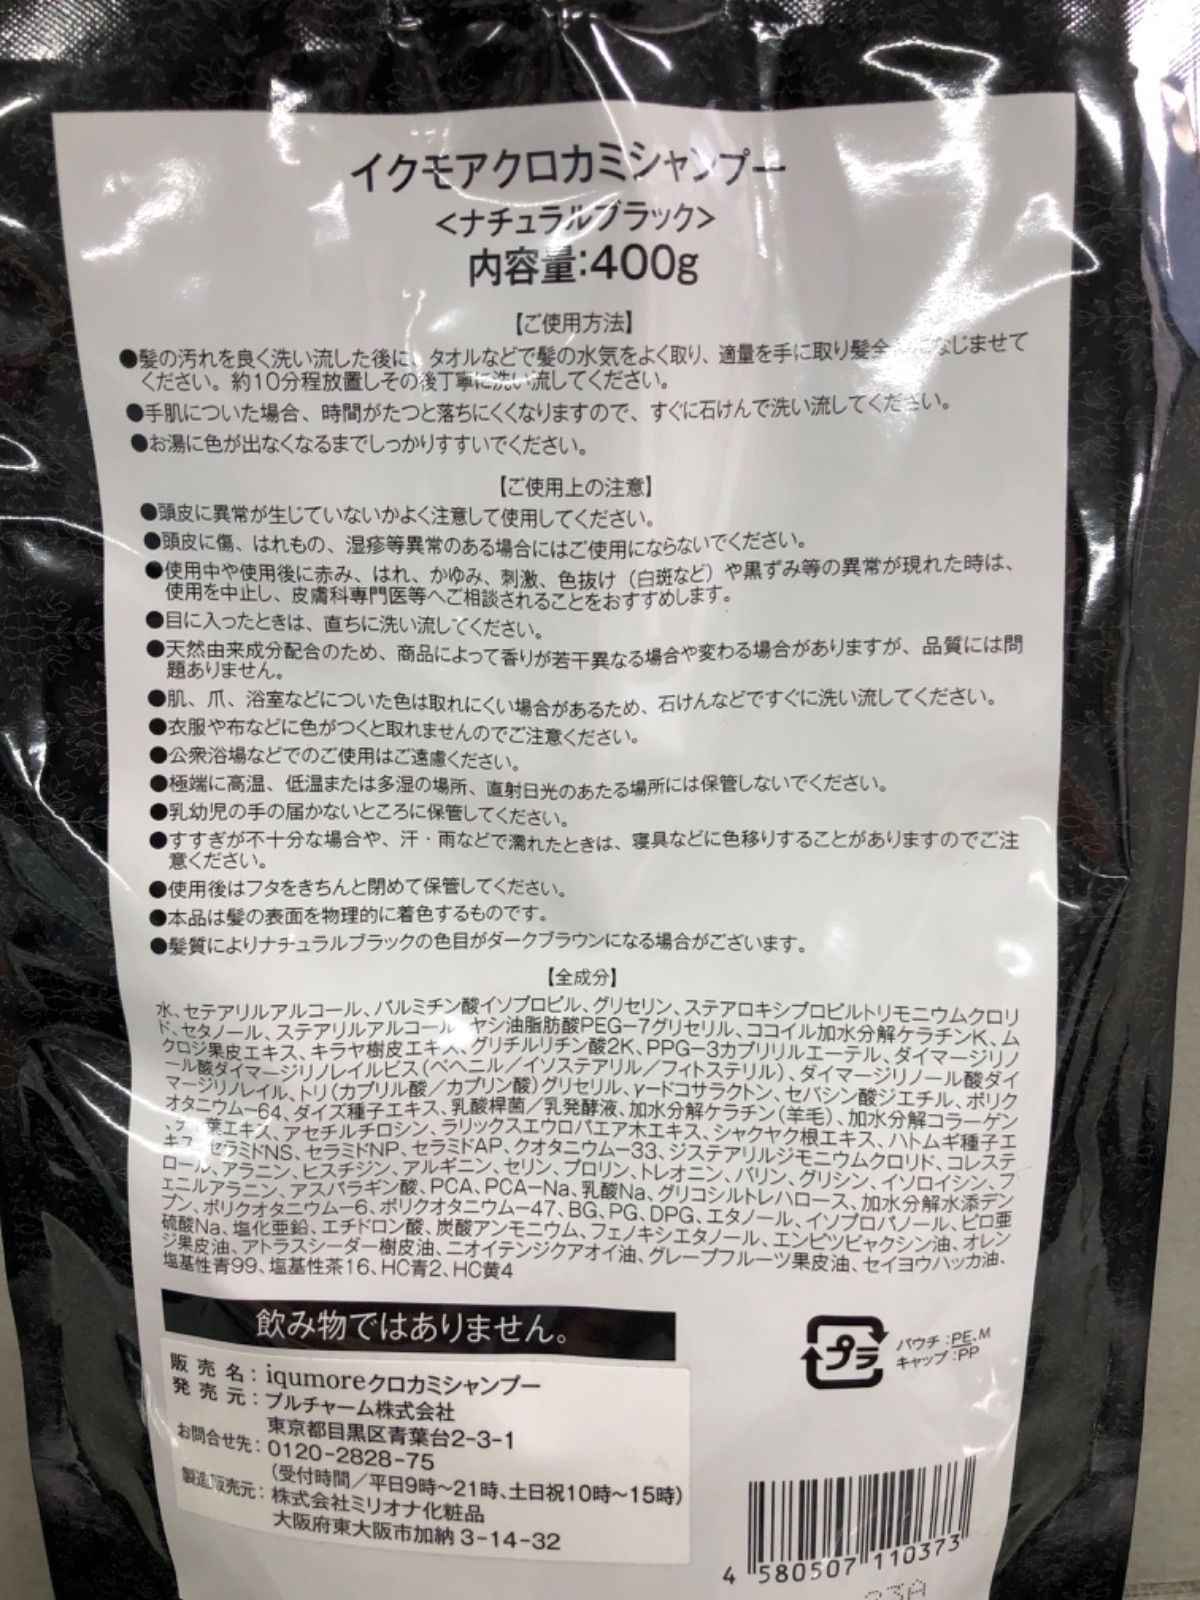 イクモアクロカミシャンプー
<ナチュラルブラック>
内容量:400g
【ご使用方法】
●髪の汚れを良く洗い流した後に、タオルなどで髪の水気をよく取り、適量を手に取り髪全 になじませて
ください。約10分程放置しその後丁寧に洗い流してください。
●手肌についた場合、時間がたつと落ちにくくなりますので、すぐに石けんで洗い流してください。
●お湯に色が出なくなるまでしっかりすすいでください。
【ご使用上の注意】
●頭皮に異常が生じていないかよく注意して使用してください。
●頭皮に傷、はれもの、湿疹等異常のある場合にはご使用にならないでください。
●使用中や使用後に赤み、はれ、かゆみ、刺激、色抜け（白斑など）や黒ずみ等の異常が現れた時は、
使用を中止し、皮膚科専門医等へご相談されることをおすすめします。
●目に入ったときは、直ちに洗い流してください。
●天然由来成分配合のため、商品によって香りが若干異なる場合や変わる場合がありますが、品質には問
題ありません。
●肌、爪、浴室などについた色は取れにくい場合があるため、石けんなどですぐに洗い流してください。
●衣服や布などに色がつくと取れませんのでご注意ください。
●公衆浴場などでのご使用はご遠慮ください。
●極端に高温、低温または多湿の場所、直射日光のあたる場所には保管しないでください。
●乳幼児の手の届かないところに保管してください。
●すすぎが不十分な場合や、汗・雨などで濡れたときは、寝具などに色移りすることがありますのでご注
意ください。
●使用後はフタをきちんと閉めて保管してください。
●本品は髪の表面を物理的に着色するものです。
●髪質によりナチュラルブラックの色目がダークブラウンになる場合がございます。
【全成分】
水、セテアリルアルコール、パルミチン酸イソプロピル、グリセリン、ステアロキシプロピルトリモニウムクロリ
ド、セタノール、ステアリルアルコール、ヤシ油脂肪酸PEG-7グリセリル、ココイル加水分解ケラチンK、ム
クロジ果皮エキス、キラヤ樹皮エキス、グリチルリチン酸2K、PPG-3カプリリルエーテル、ダイマージリノ
ール酸ダイマージリノレイルビス(ベヘニル/イソステアリル/フィトステリル)、ダイマージリノール酸ダイ
マージリノレイル、トリ(カプリル酸/カプリン酸)グリセリル、γ-ドコサラクトン、セバシン酸ジエチル、ポリク
オタニウム-64、ダイズ種子エキス、乳酸桿菌/乳発酵液、加水分解ケラチン(羊毛)、加水分解コラーゲン
葉エキス、アセチルチロシン、ラリックスエウロパエア木エキス、シャクヤク根エキス、ハトムギ種子エ
キス、セラミドNS、セラミドNP、セラミドAP、クオタニウム-33、ジステアリルジモニウムクロリド、コレステ
ロール、アラニン、ヒスチジン、アルギニン、セリン、プロリン、トレオニン、バリン、グリシン、イソロイシン、フ
ェニルアラニン、アスパラギン酸、PCA、PCA-Na、乳酸Na、グリコシルトレハロース、加水分解水添デン
プン、ポリクオタニウム-6、ポリクオタニウム-47、BG、PG、DPG、エタノール、イソプロパノール、ピロ亜
硫酸Na、塩化亜鉛、エチドロン酸、炭酸アンモニウム、フェノキシエタノール、エンピツビャクシン油、オレン
ジ果皮油、アトラスシーダー樹皮油、ニオイテンジクアオイ油、グレープフルーツ果皮油、セイヨウハッカ油、
塩基性青99、塩基性茶16、HC青2、HC黄4
飲み物ではありません。
プラ
パウチ:PE、M
キャップ:PP
販売名:iqumoreクロカミシャンプー
発売元:ブルチャーム株式会社
東京都目黒区青葉台2-3-1
お問合せ先:0120-2828-75
(受付時間/平日9時〜21時、土日祝10時〜15時)
製造販売元:株式会社ミリオナ化粧品
大阪府東大阪市加納3-14-32
4 580507 110373
23A